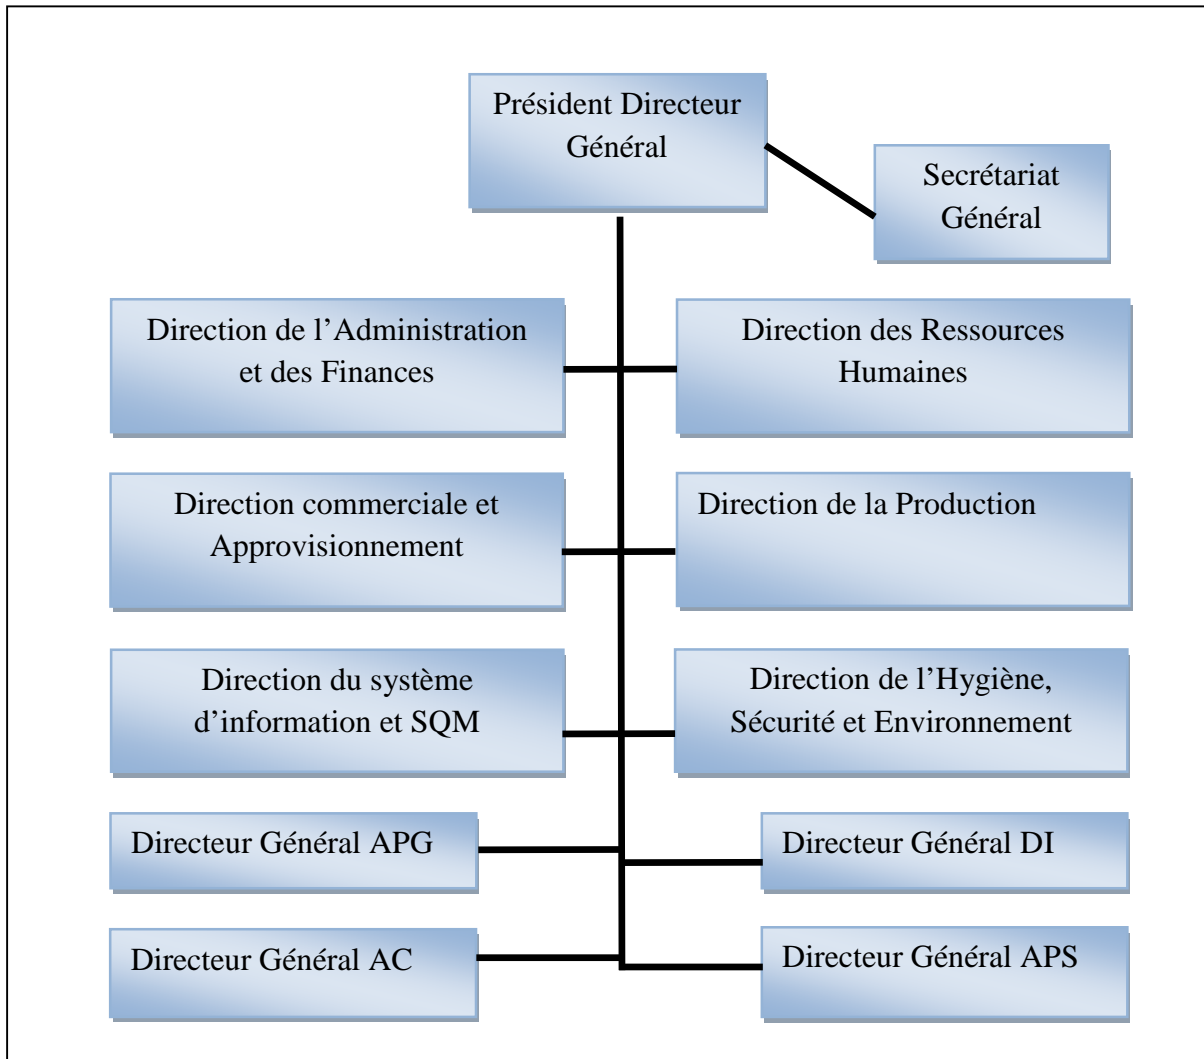 Président Directeur
Général
Secrétariat
Général
Direction de l’Administration
et des Finances
Direction des Ressources
Humaines
Direction commerciale et
Approvisionnement
Direction de la Production
Direction du système
d’information et SQM
Direction de l’Hygiène,
Sécurité et Environnement
Directeur Général APG
Directeur Général DI
Directeur Général AC
Directeur Général APS